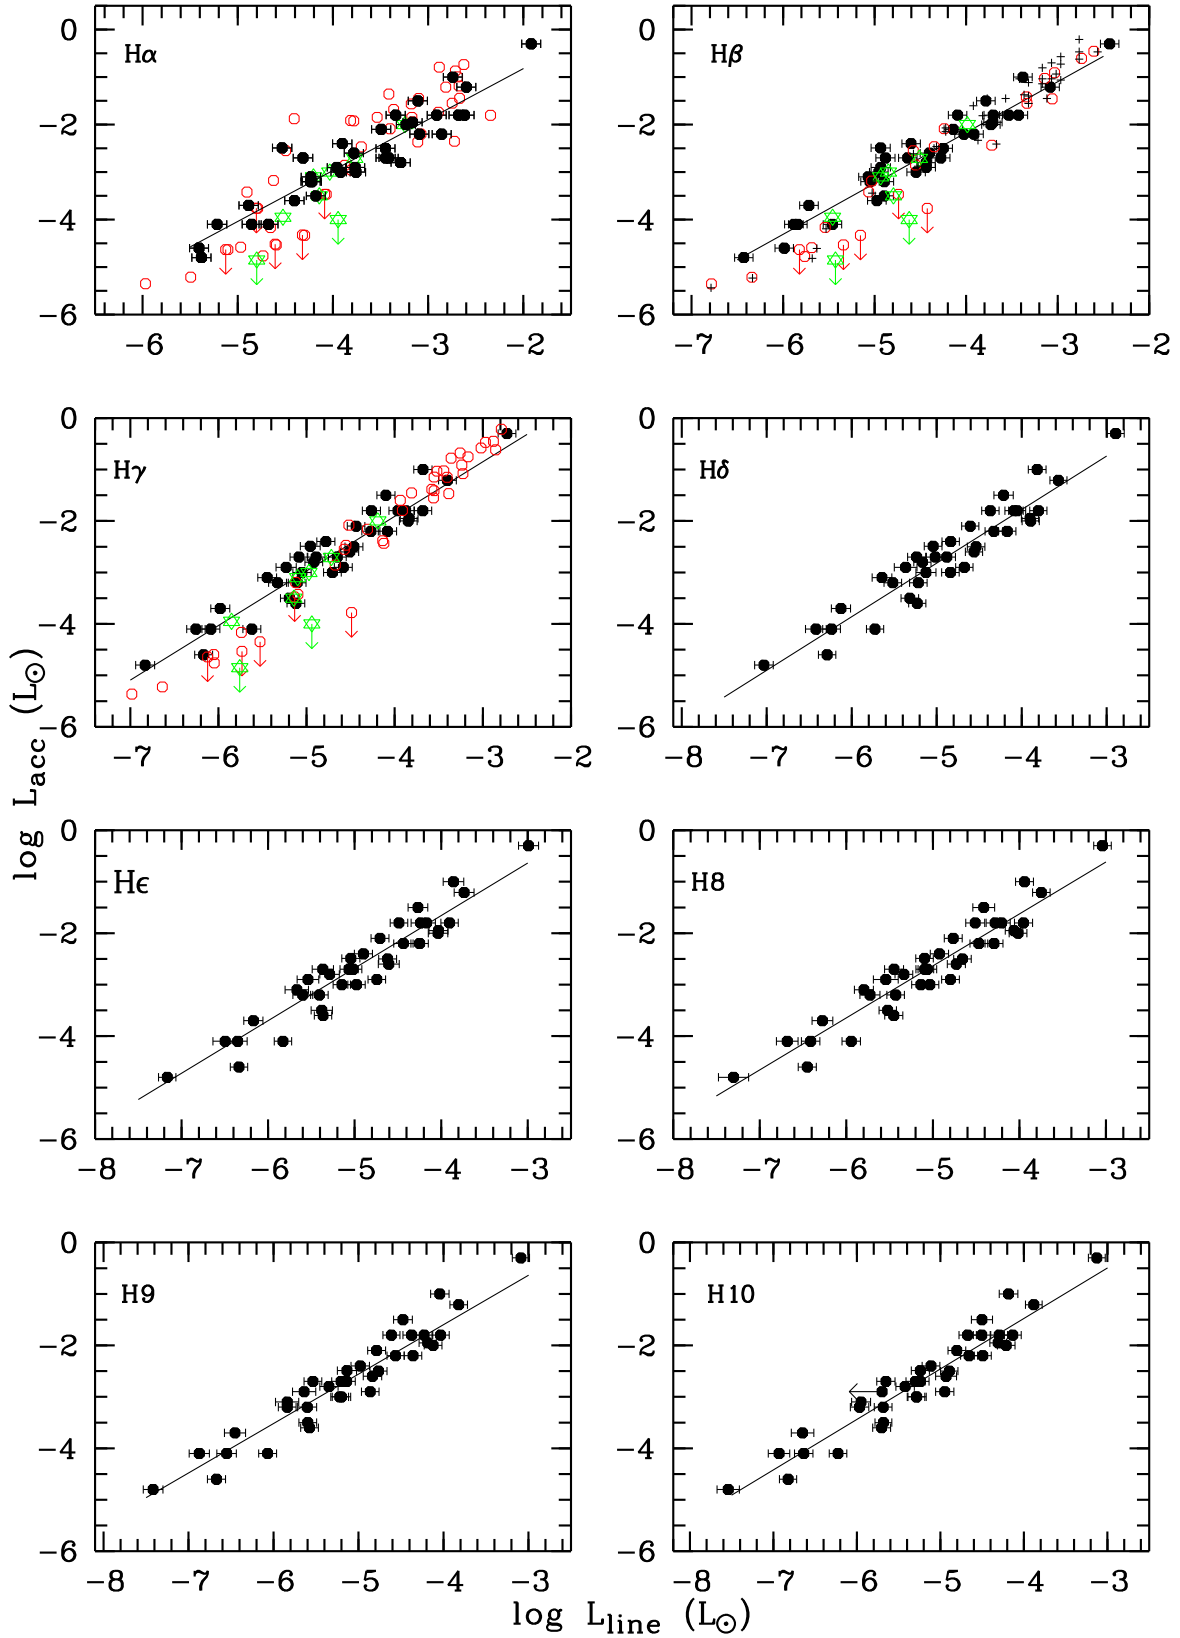 Hα
Hβ
0
−2
−4
−6
−6 −5 −4 −3 −2
0
−2
−4
−6
−7 −6 −5 −4 −3 −2
Hγ
Hδ
0
−2
−4
−6
−7 −6 −5 −4 −3 −2
0
−2
−4
−6
−8 −7 −6 −5 −4 −3
Hϵ
H8
0
−2
−4
−6
−8 −7 −6 −5 −4 −3
0
−2
−4
−6
−8 −7 −6 −5 −4 −3
H9
H10
0
−2
−4
−6
−8 −7 −6 −5 −4 −3
0
−2
−4
−6
−8 −7 −6 −5 −4 −3
log L_acc (L_⊙)
log L_line (L_⊙)